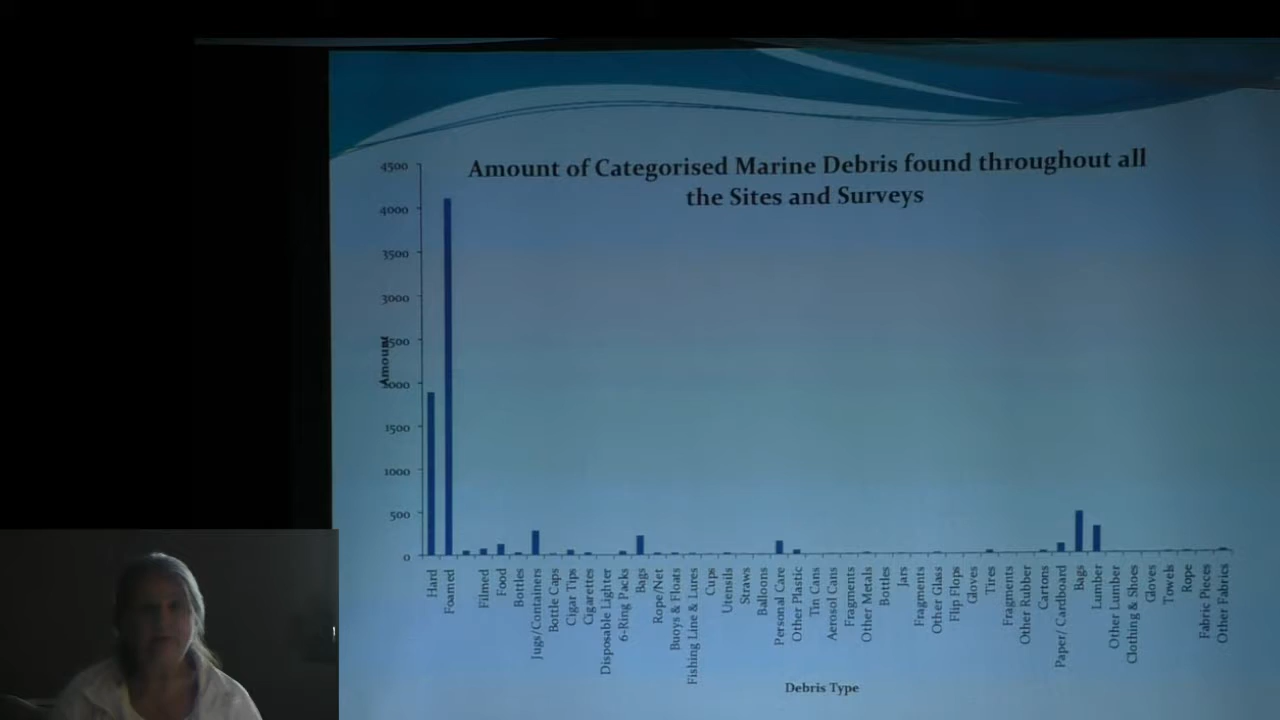 Amount of Categorised Marine Debris found throughout all
the Sites and Surveys
4500
4000
3500
3000
500
2000
1500
1000
500
0
Amount
Hard
Foamed
Filmed
Food
Bottles
Jugs/Containers
Bottle Caps
Cigar Tips
Cigarettes
Disposable Lighter
6-Ring Packs
Bags
Rope/Net
Buoys & Floats
Fishing Line & Lures
Cups
Utensils
Straws
Balloons
Personal Care
Other Plastic
Tin Cans
Aerosol Cans
Fragments
Other Metals
Bottles
Jars
Fragments
Other Glass
Flip Flops
Gloves
Tires
Fragments
Other Rubber
Cartons
Paper/ Cardboard
Bags
Lumber
Other Lumber
Clothing & Shoes
Gloves
Towels
Rope
Fabric Pieces
Other Fabrics
Debris Type